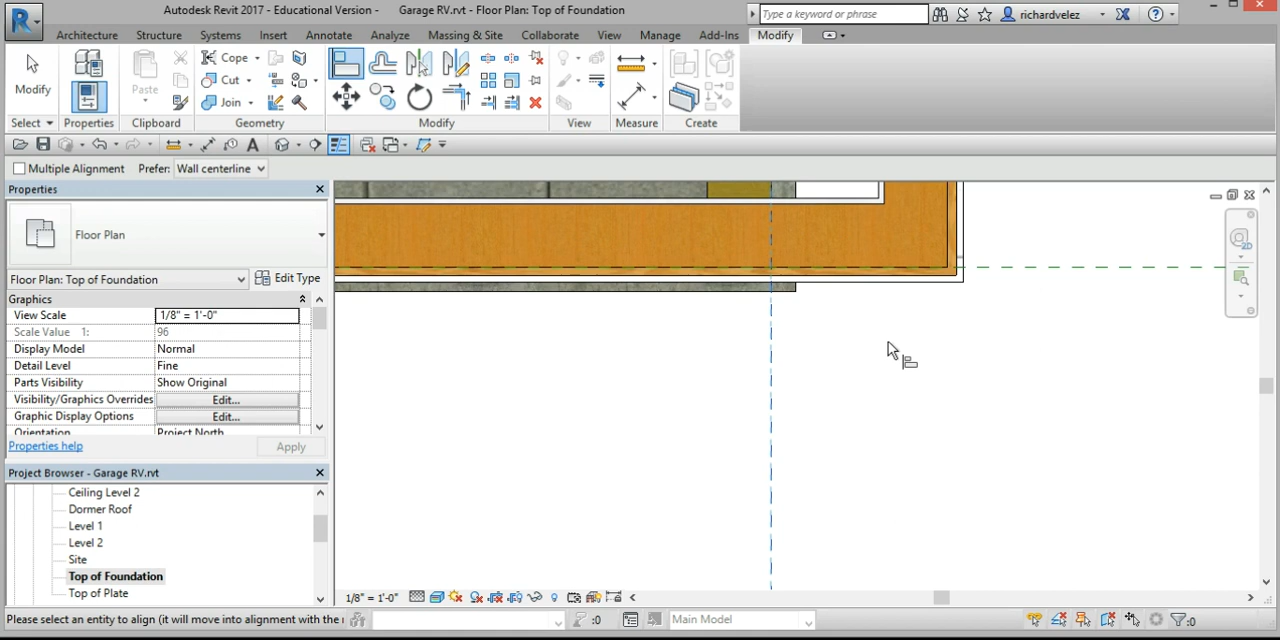 Autodesk Revit 2017 - Educational Version -    Garage RV.rvt - Floor Plan: Top of Foundation
Type a keyword or phrase
richardvelez
Architecture Structure Systems Insert Annotate Analyze Massing & Site Collaborate View Manage Add-Ins Modify
Modify
Paste
Cope
Cut
Join
Select Properties Clipboard Geometry Modify View Measure Create
Multiple Alignment Prefer: Wall centerline
Properties
Floor Plan
Floor Plan: Top of Foundation Edit Type
Graphics
View Scale 1/8" = 1'-0"
Scale Value 1: 96
Display Model Normal
Detail Level Fine
Parts Visibility Show Original
Visibility/Graphics Overrides Edit...
Graphic Display Options Edit...
Orientation Project North
Properties help Apply
Project Browser - Garage RV.rvt
Ceiling Level 2
Dormer Roof
Level 1
Level 2
Site
Top of Foundation
Top of Plate
2D
1/8" = 1'-0"
Please select an entity to align (it will move into alignment with the
:0
Main Model
:0